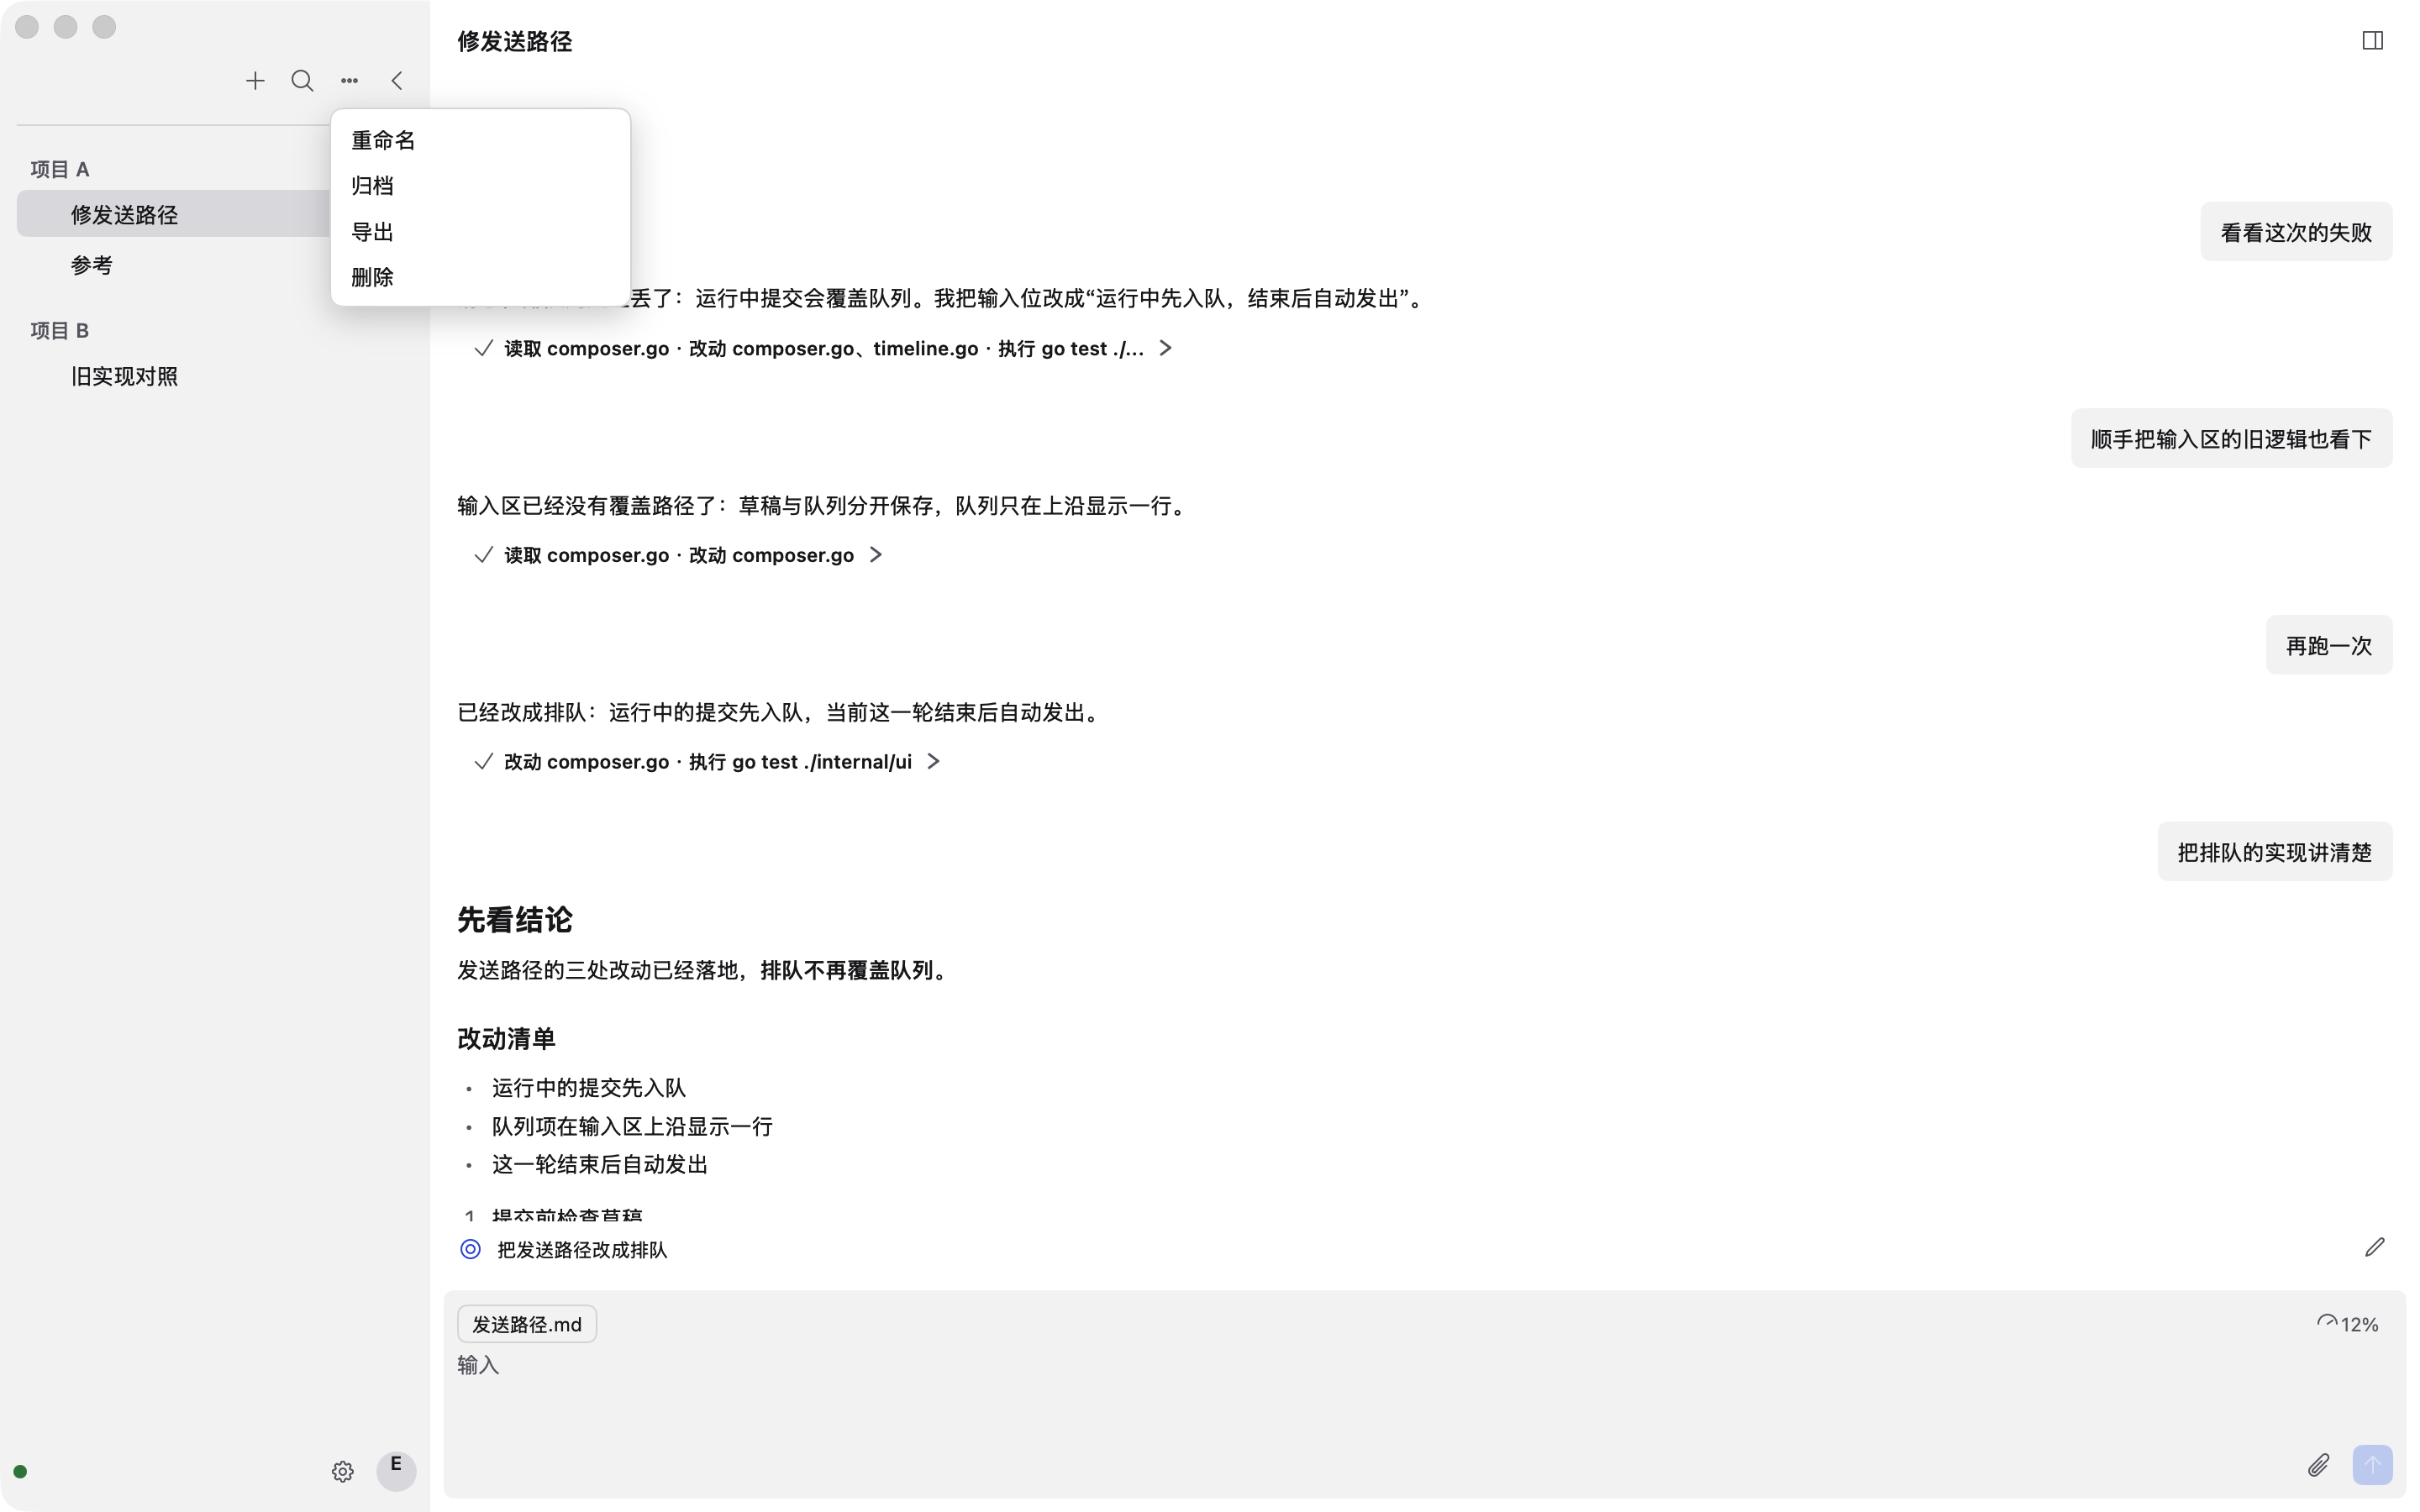 修发送路径
重命名
归档
导出
删除
项目 A
修发送路径
参考
项目 B
旧实现对照
E
看看这次的失败
丢了：运行中提交会覆盖队列。我把输入位改成“运行中先入队，结束后自动发出”。
读取 composer.go · 改动 composer.go、timeline.go · 执行 go test ./...
顺手把输入区的旧逻辑也看下
输入区已经没有覆盖路径了：草稿与队列分开保存，队列只在上沿显示一行。
读取 composer.go · 改动 composer.go
再跑一次
已经改成排队：运行中的提交先入队，当前这一轮结束后自动发出。
改动 composer.go · 执行 go test ./internal/ui
把排队的实现讲清楚
先看结论
发送路径的三处改动已经落地，排队不再覆盖队列。
改动清单
• 运行中的提交先入队
• 队列项在输入区上沿显示一行
• 这一轮结束后自动发出
1 提交前检查草稿
把发送路径改成排队
发送路径.md
12%
输入